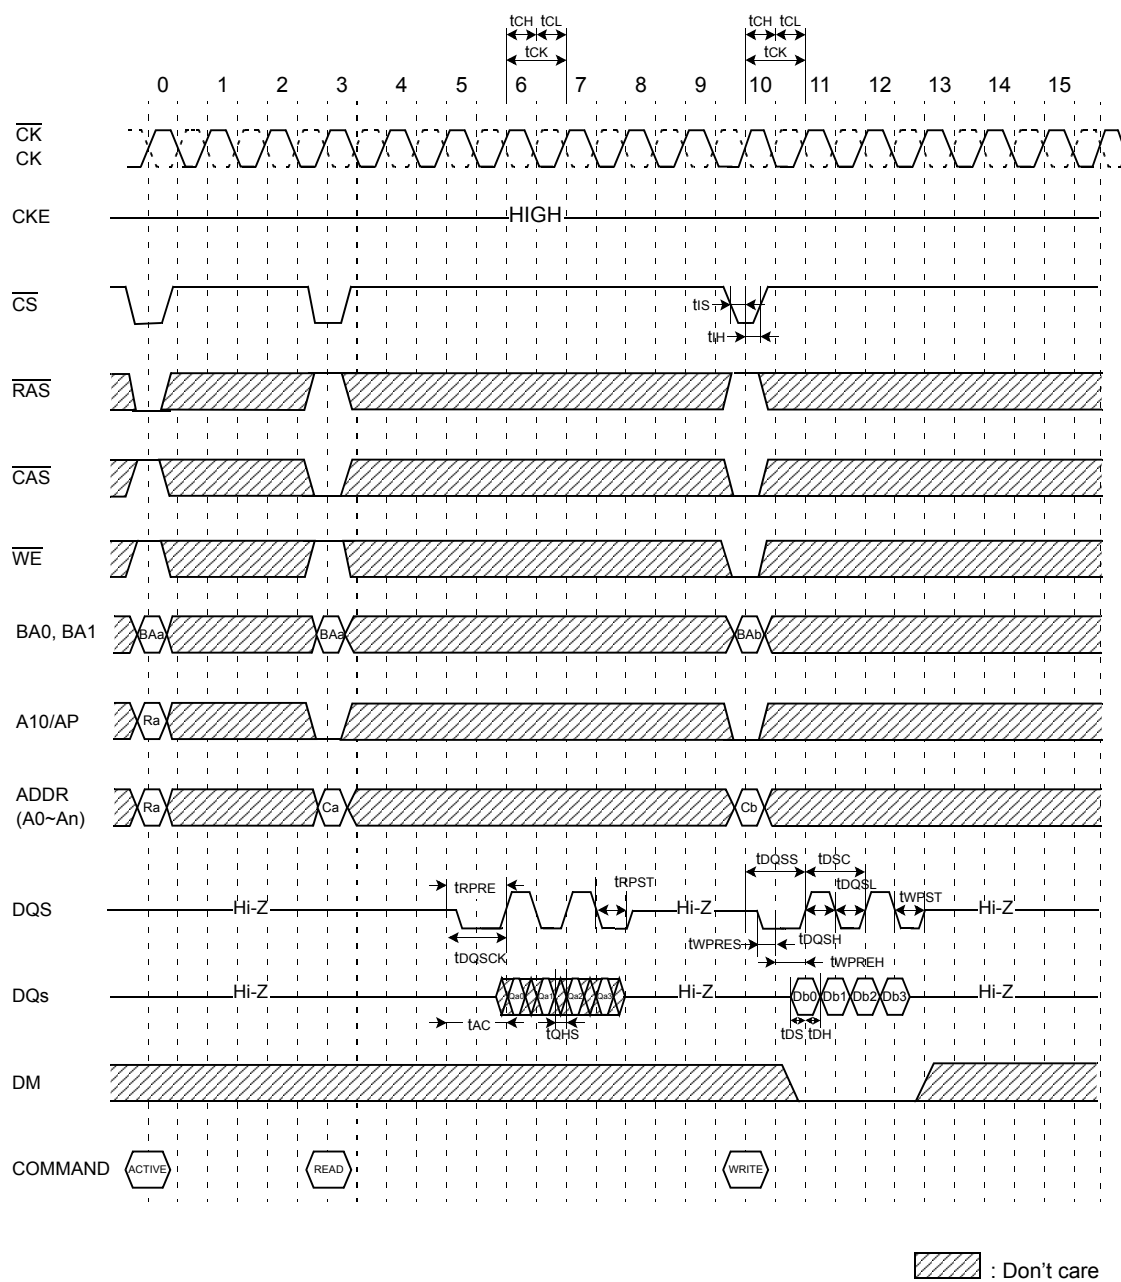 tCH tCL tCH tCL
tCK tCK
0 1 2 3 4 5 6 7 8 9 10 11 12 13 14 15
CK
CK
CKE HIGH
CS
tIS
tIH
RAS
CAS
WE
BA0, BA1 BAa BAa BAb
A10/AP Ra
ADDR
(A0~An) Ra Ca Cb
tDQSS tDSC
tRPRE tRPST tDQSL tWPST
DQS Hi-Z Hi-Z Hi-Z
tDQSCK tWPRES tDQSH
tWPREH
DQs Hi-Z Qa0 Qa1 Qa2 Qa3 Hi-Z Db0 Db1 Db2 Db3 Hi-Z
tAC tQHS tDS tDH
DM
COMMAND ACTIVE READ WRITE
: Don't care